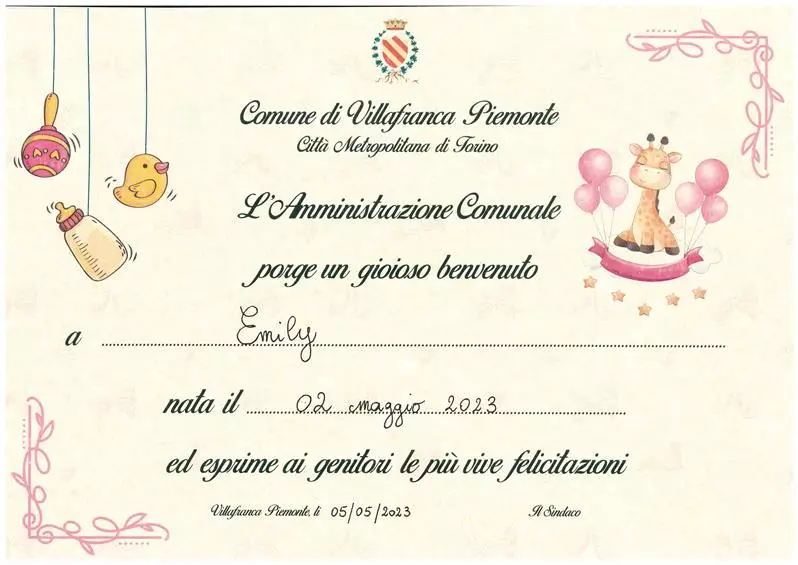 Comune di Villafranca Piemonte
Città Metropolitana di Torino
L'Amministrazione Comunale
porge un gioioso benvenuto
a Emily
nata il 02 maggio 2023
ed esprime ai genitori le più vive felicitazioni
Villafranca Piemonte, li 05/05/2023 Il Sindaco